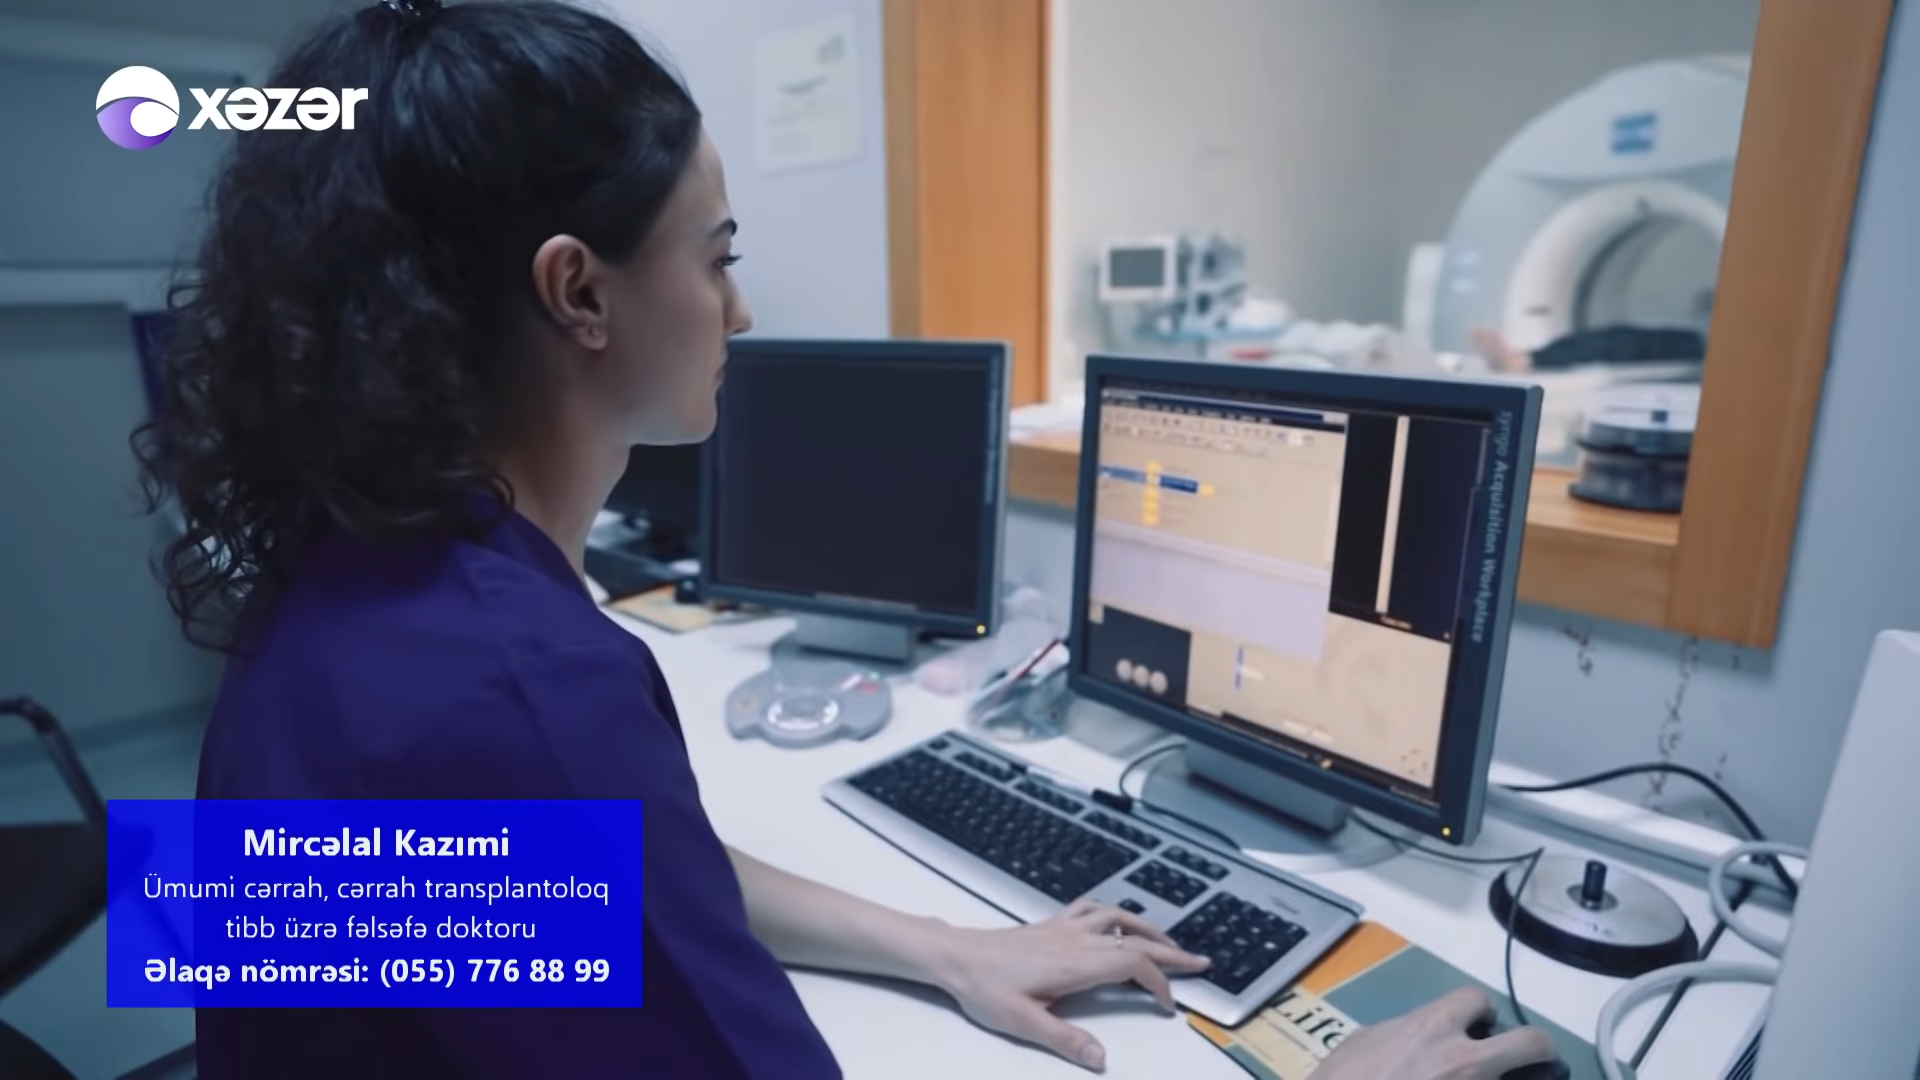 xəzər
syngo Acquisition Workplace
Mircəlal Kazımi
Ümumi cərrah, cərrah transplantoloq
tibb üzrə fəlsəfə doktoru
Əlaqə nömrəsi: (055) 776 88 99
Life